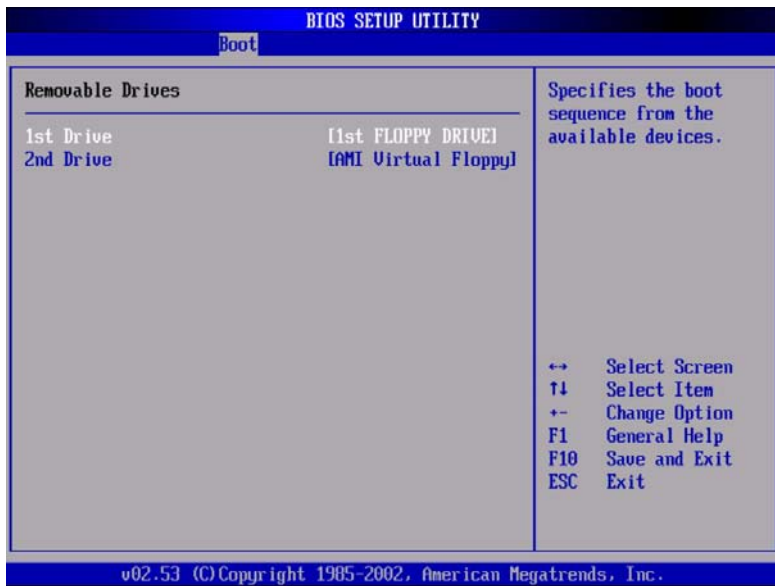 BIOS SETUP UTILITY
Boot
Removable Drives
1st Drive [1st FLOPPY DRIVE]
2nd Drive [AMI Virtual Floppy]
Specifies the boot
sequence from the
available devices.
↔ Select Screen
↑↓ Select Item
+- Change Option
F1 General Help
F10 Save and Exit
ESC Exit
v02.53 (C)Copyright 1985-2002, American Megatrends, Inc.